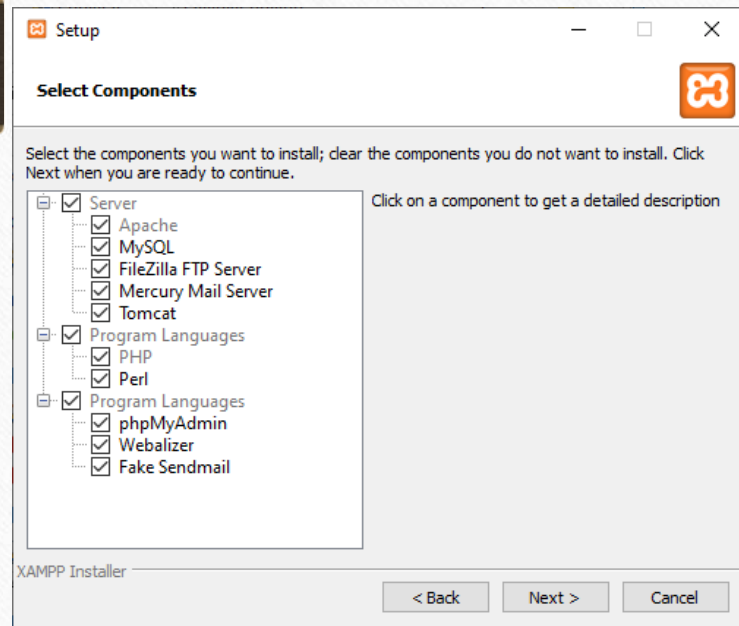 Setup
Select Components
Select the components you want to install; clear the components you do not want to install. Click
Next when you are ready to continue.
Server
Apache
MySQL
FileZilla FTP Server
Mercury Mail Server
Tomcat
Program Languages
PHP
Perl
Program Languages
phpMyAdmin
Webalizer
Fake Sendmail
Click on a component to get a detailed description
XAMPP Installer
< Back
Next >
Cancel